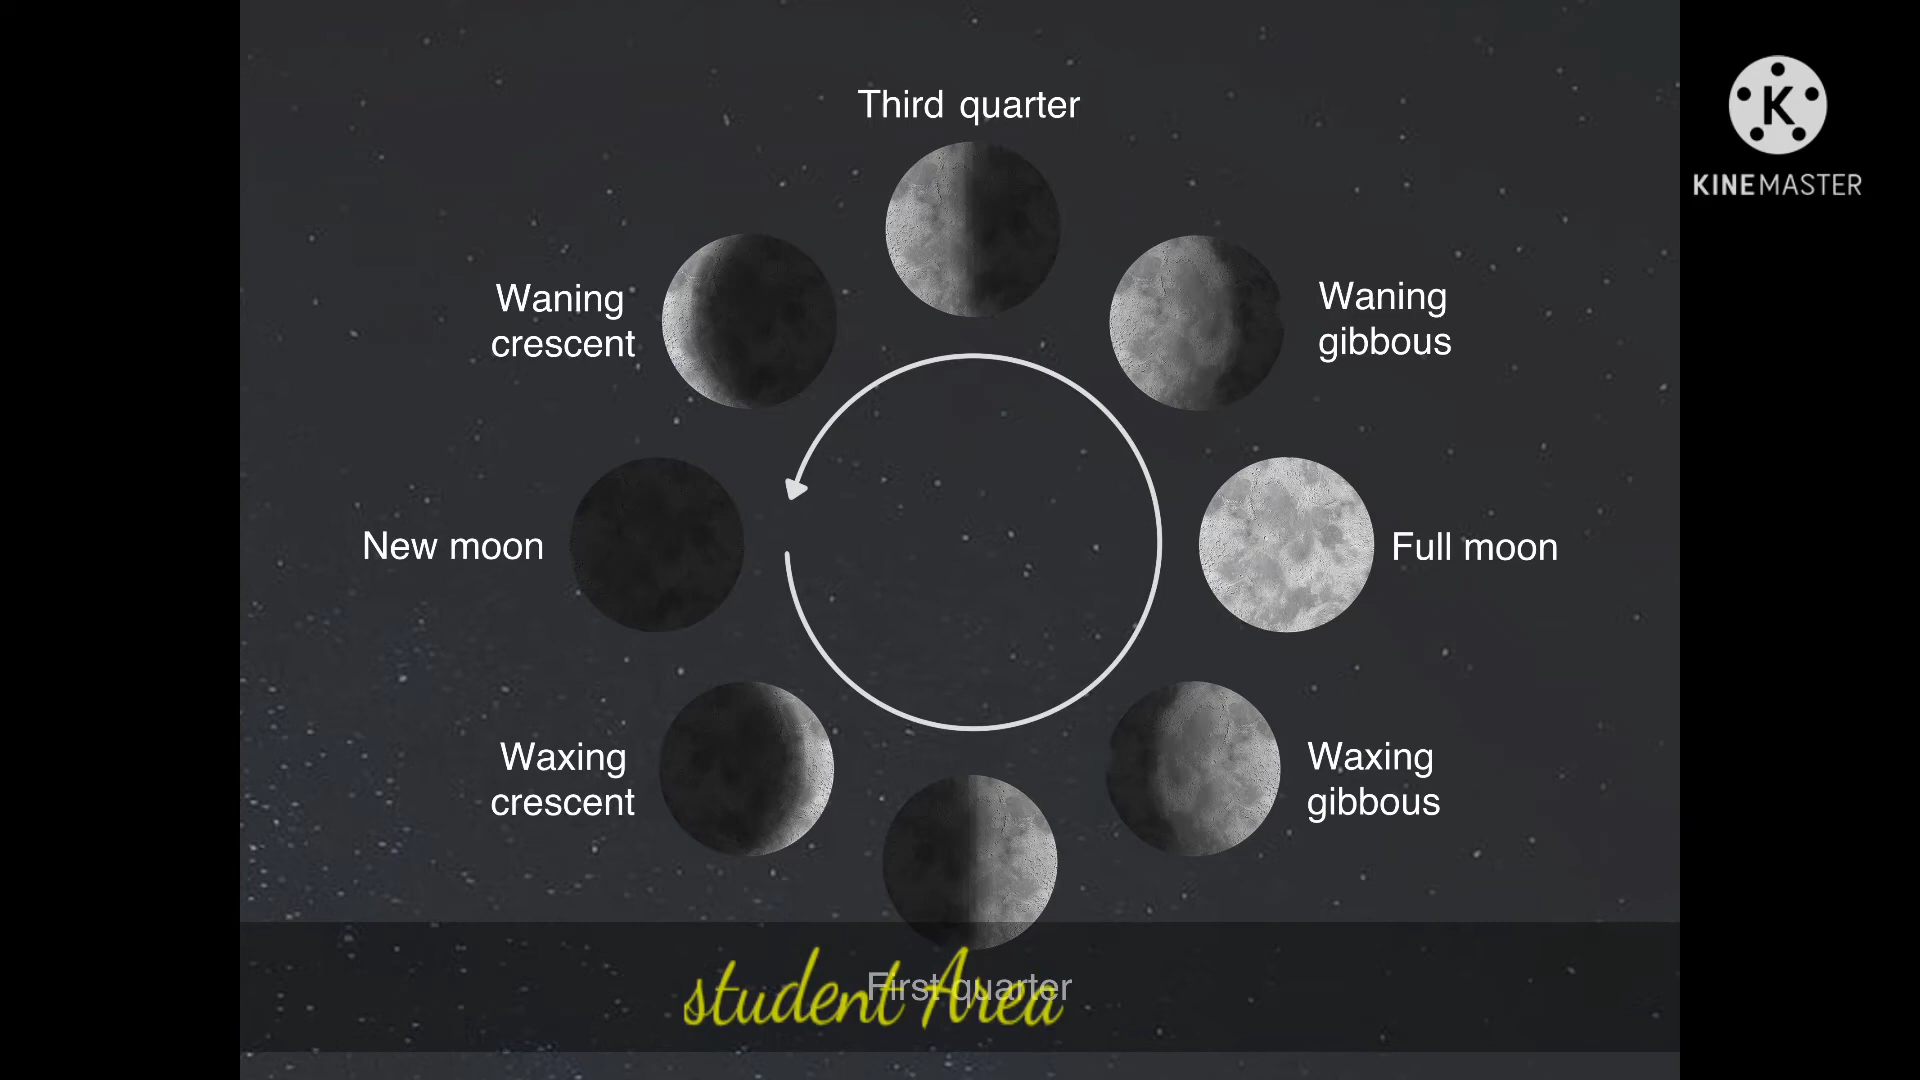 Third quarter
K
KINEMASTER
Waning
crescent
Waning
gibbous
New moon
Full moon
Waxing
crescent
Waxing
gibbous
First quarter
student Area